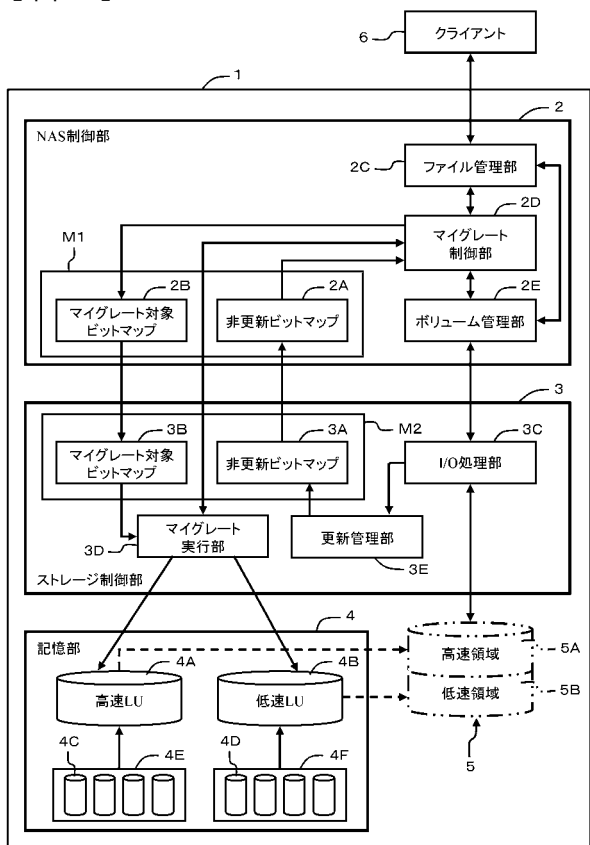 クライアント
6
1
2
NAS制御部
2C
ファイル管理部
2D
マイグレート
制御部
M1
2B
マイグレート対象
ビットマップ
2A
非更新ビットマップ
2E
ボリューム管理部
3
M2
3B
マイグレート対象
ビットマップ
3A
非更新ビットマップ
3C
I/O処理部
マイグレート
実行部
3D
更新管理部
3E
ストレージ制御部
4
記憶部
4A
高速LU
4B
低速LU
高速領域
5A
低速領域
5B
5
4C
4E
4D
4F